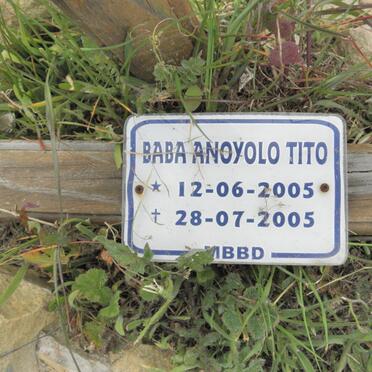 BABA ANOYOLO TITO
★ 12-06-2005
✝ 28-07-2005
MBBD